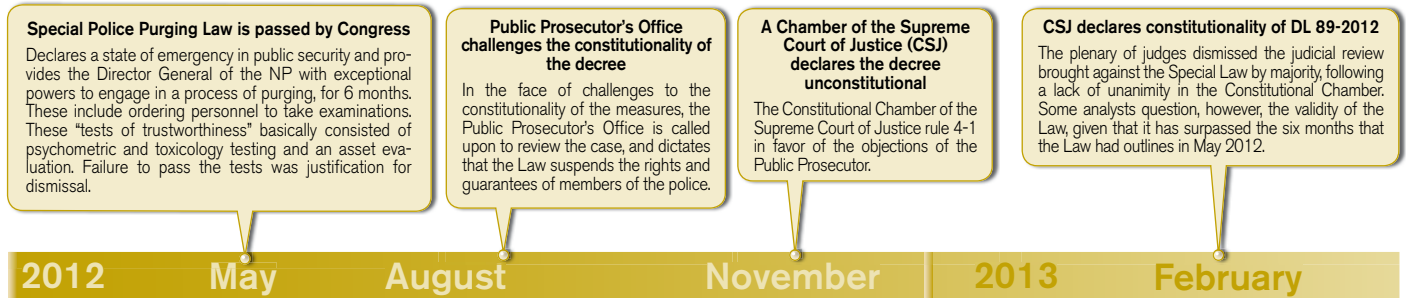 Special Police Purging Law is passed by Congress
Declares a state of emergency in public security and pro-
vides the Director General of the NP with exceptional
powers to engage in a process of purging, for 6 months.
These include ordering personnel to take examinations.
These “tests of trustworthiness” basically consisted of
psychometric and toxicology testing and an asset eva-
luation. Failure to pass the tests was justification for
dismissal.
Public Prosecutor’s Office
challenges the constitutionality of
the decree
In the face of challenges to the
constitutionality of the measures, the
Public Prosecutor’s Office is called
upon to review the case, and dictates
that the Law suspends the rights and
guarantees of members of the police.
A Chamber of the Supreme
Court of Justice (CSJ)
declares the decree
unconstitutional
The Constitutional Chamber of the
Supreme Court of Justice rule 4-1
in favor of the objections of the
Public Prosecutor.
CSJ declares constitutionality of DL 89-2012
The plenary of judges dismissed the judicial review
brought against the Special Law by majority, following
a lack of unanimity in the Constitutional Chamber.
Some analysts question, however, the validity of the
Law, given that it has surpassed the six months that
the Law had outlines in May 2012.
2012 May August November 2013 February